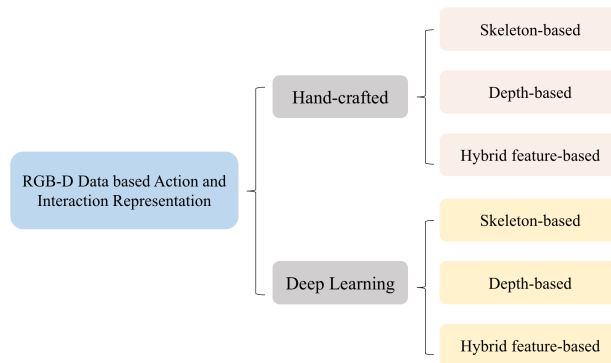 RGB-D Data based Action and
Interaction Representation
Hand-crafted
Skeleton-based
Depth-based
Hybrid feature-based
Deep Learning
Skeleton-based
Depth-based
Hybrid feature-based